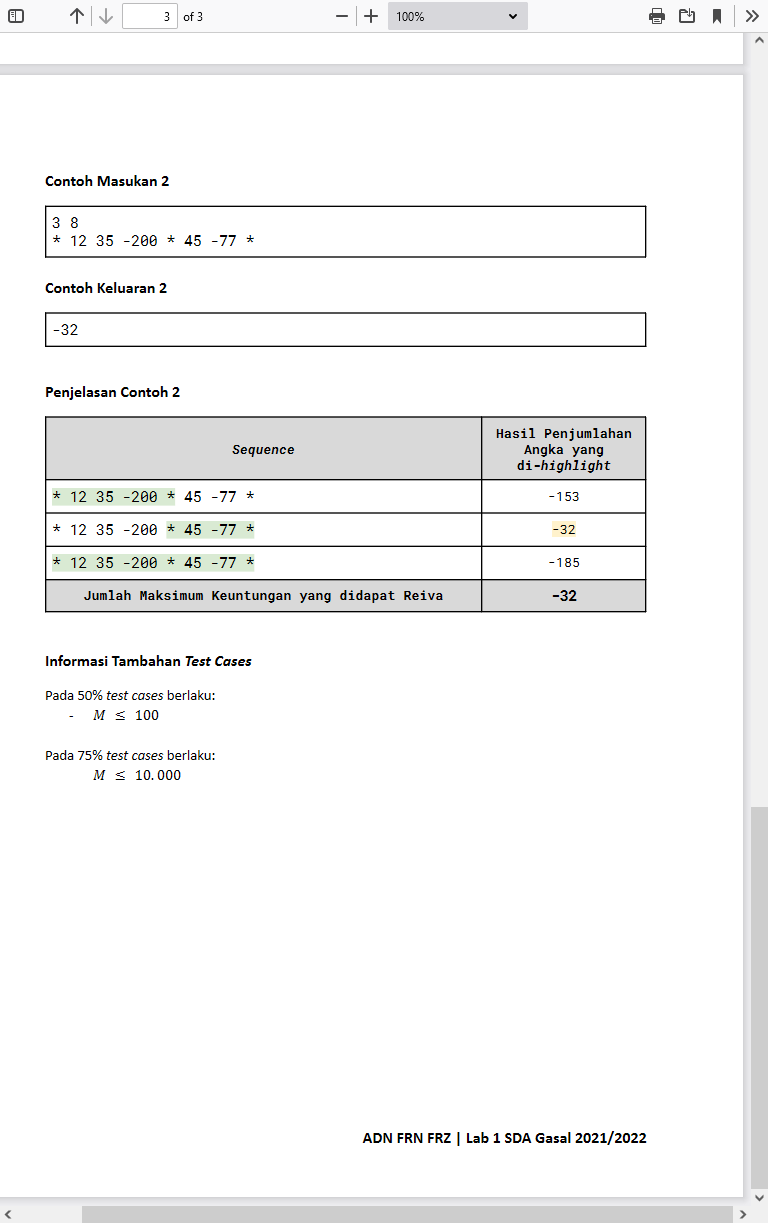 3 of 3 100%
Contoh Masukan 2
3 8
* 12 35 -200 * 45 -77 *
Contoh Keluaran 2
-32
Penjelasan Contoh 2
Sequence
Hasil Penjumlahan
Angka yang
di-highlight
* 12 35 -200 * 45 -77 * -153
* 12 35 -200 * 45 -77 * -32
* 12 35 -200 * 45 -77 * -185
Jumlah Maksimum Keuntungan yang didapat Reiva -32
Informasi Tambahan Test Cases
Pada 50% test cases berlaku:
- M ≤ 100
Pada 75% test cases berlaku:
M ≤ 10.000
ADN FRN FRZ | Lab 1 SDA Gasal 2021/2022